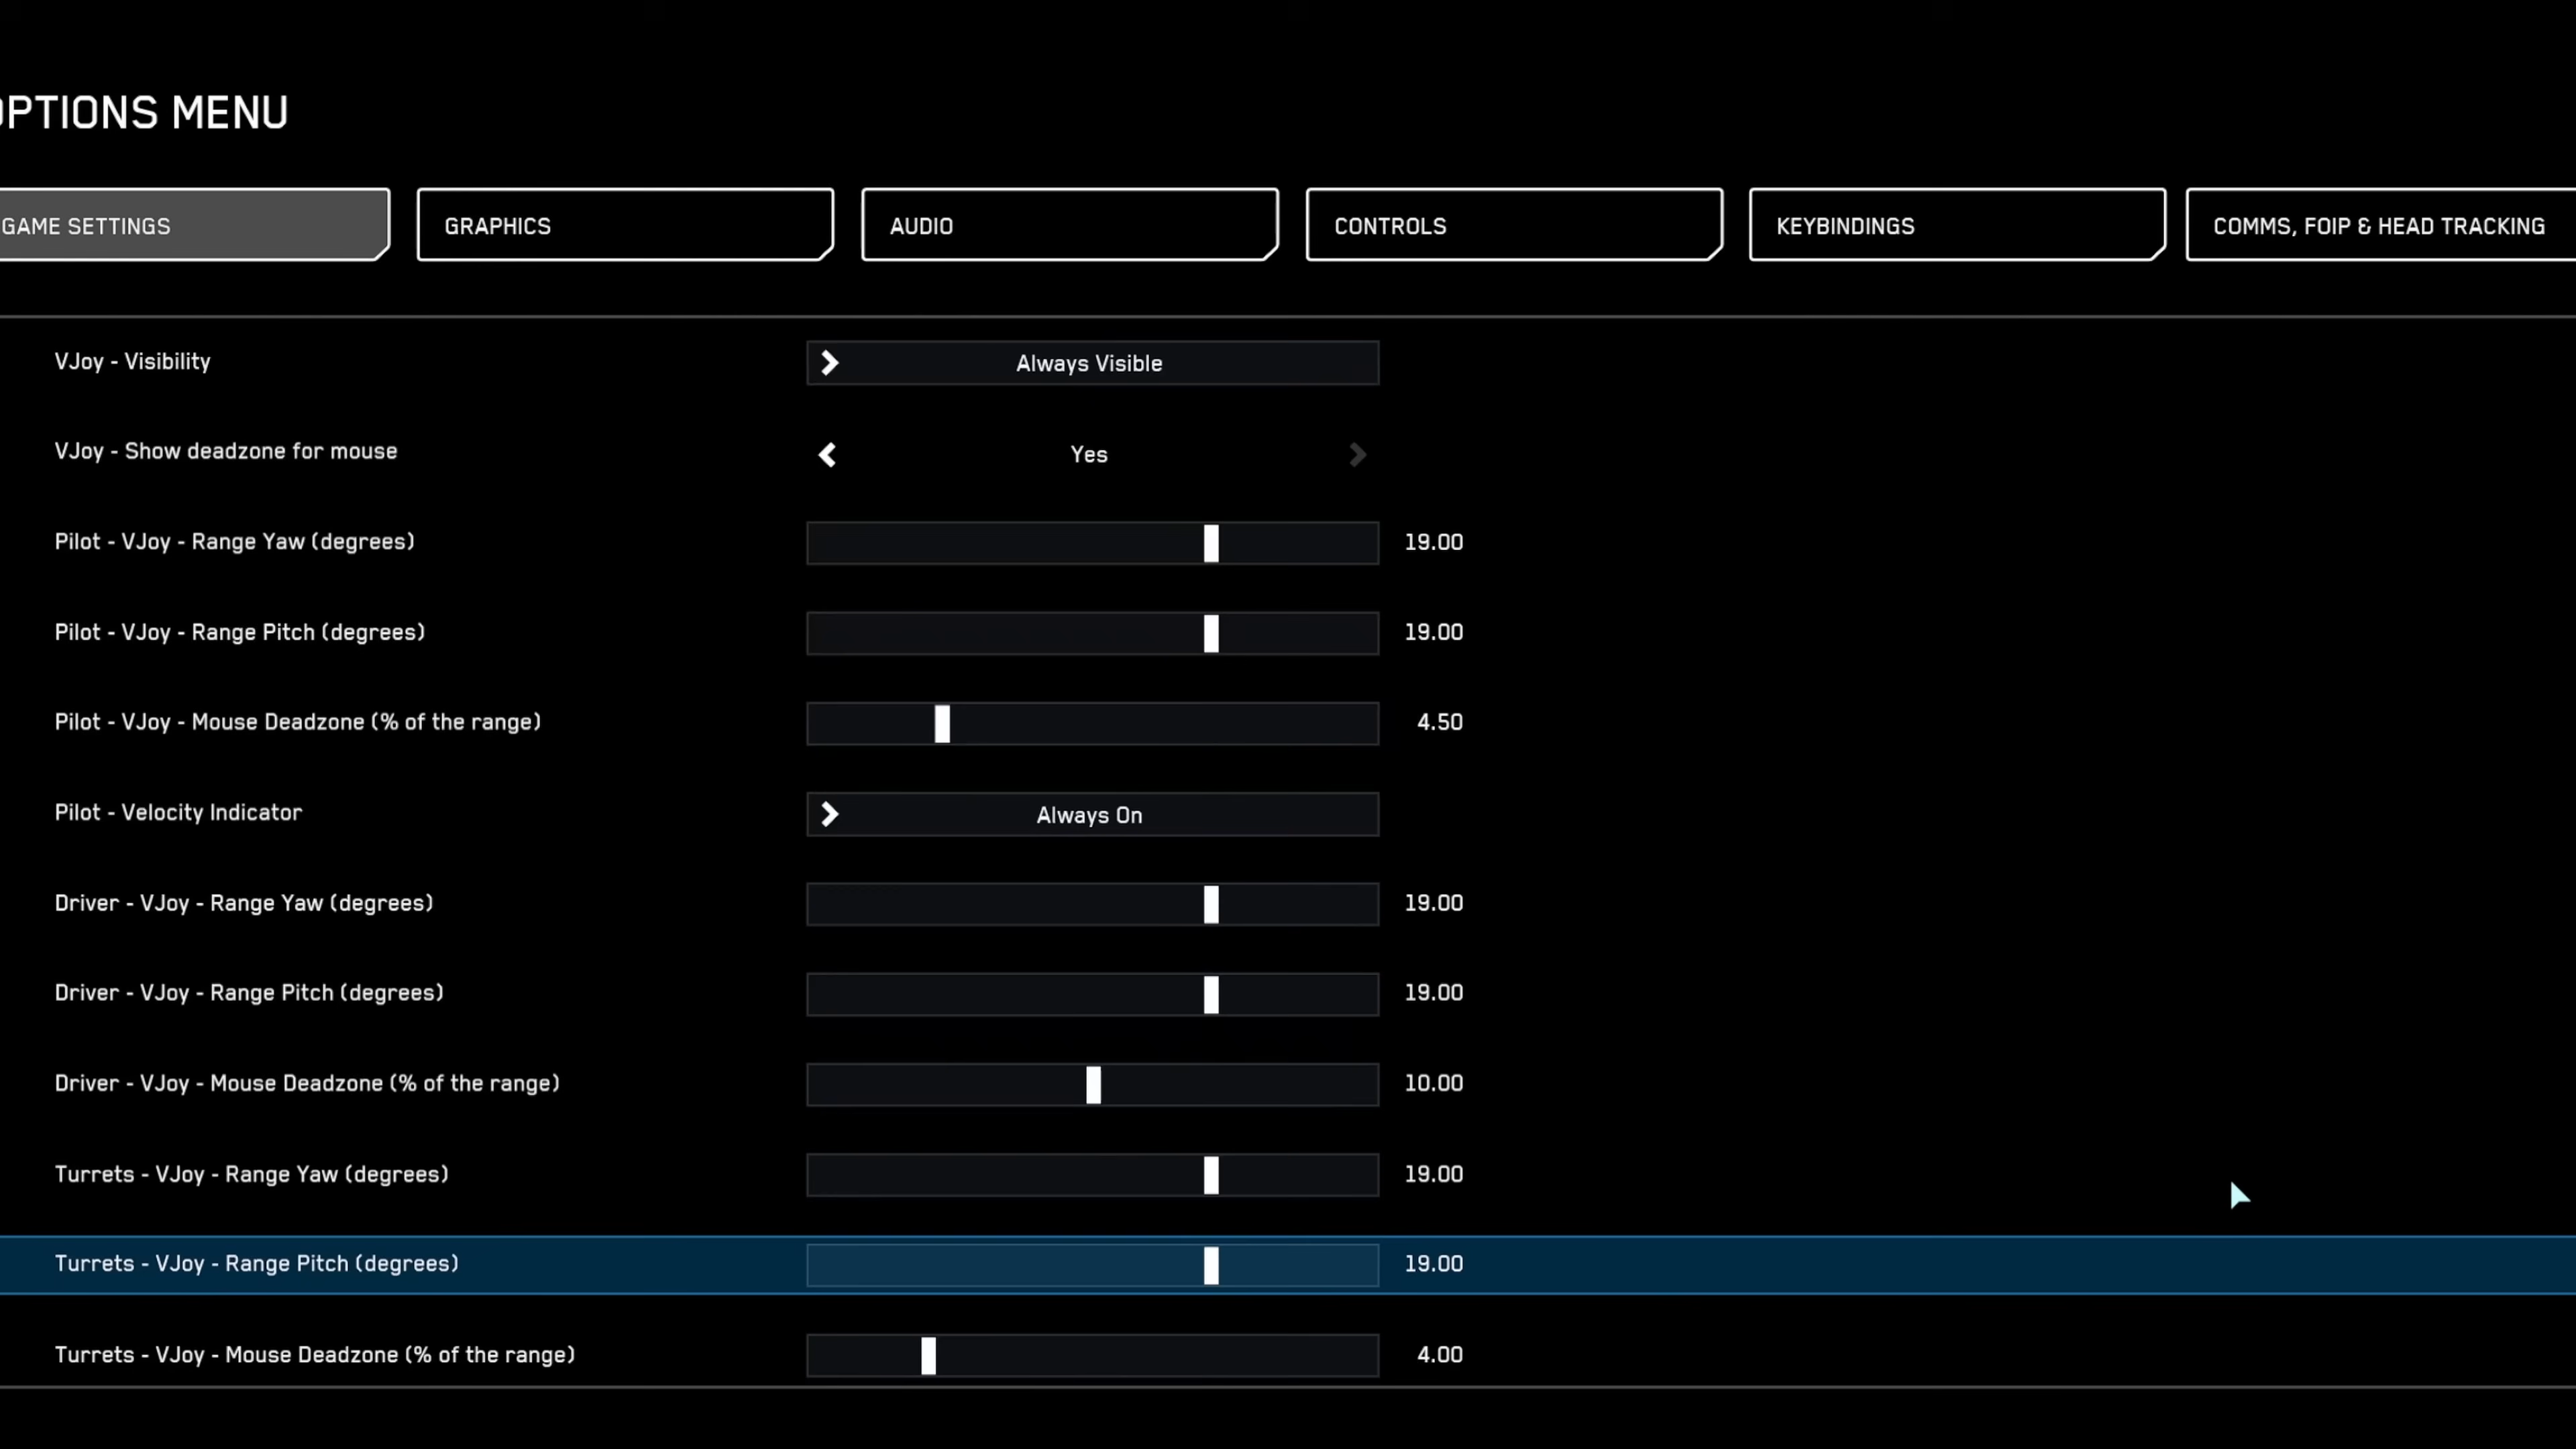 OPTIONS MENU
GAME SETTINGS
GRAPHICS
AUDIO
CONTROLS
KEYBINDINGS
COMMS, FOIP & HEAD TRACKING
VJoy - Visibility
Always Visible
VJoy - Show deadzone for mouse
Yes
Pilot - VJoy - Range Yaw (degrees)
19.00
Pilot - VJoy - Range Pitch (degrees)
19.00
Pilot - VJoy - Mouse Deadzone (% of the range)
4.50
Pilot - Velocity Indicator
Always On
Driver - VJoy - Range Yaw (degrees)
19.00
Driver - VJoy - Range Pitch (degrees)
19.00
Driver - VJoy - Mouse Deadzone (% of the range)
10.00
Turrets - VJoy - Range Yaw (degrees)
19.00
Turrets - VJoy - Range Pitch (degrees)
19.00
Turrets - VJoy - Mouse Deadzone (% of the range)
4.00